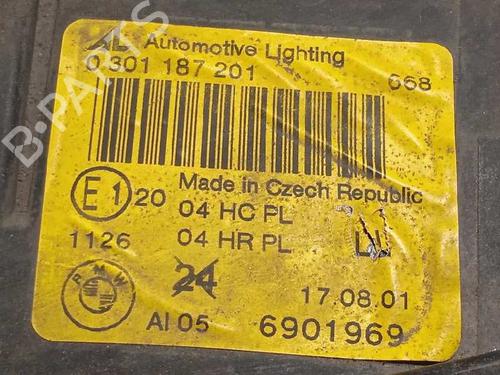 AL Automotive Lighting
0 301 187 201 668
E1 20 Made in Czech Republic
04 HC PL
1126 04 HR PL
BMW 24 17.08.01
AI 05 6901969
B-PARTS